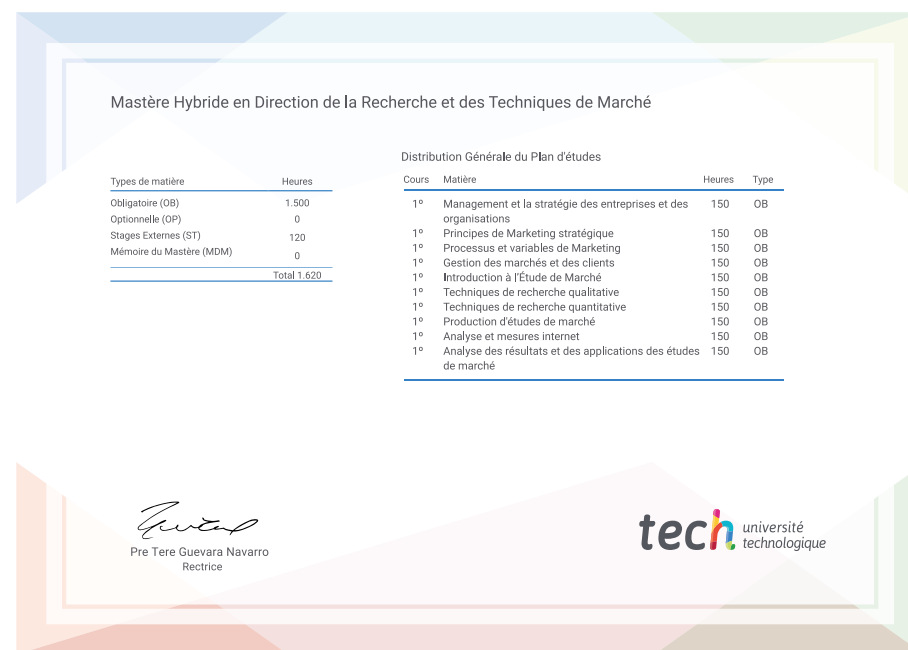 Mastère Hybride en Direction de la Recherche et des Techniques de Marché
Types de matière Heures
Obligatoire (OB) 1.500
Optionnelle (OP) 0
Stages Externes (ST) 120
Mémoire du Mastère (MDM) 0
Total 1.620
Distribution Générale du Plan d'études
Cours Matière Heures Type
1º Management et la stratégie des entreprises et des 150 OB
organisations
1º Principes de Marketing stratégique 150 OB
1º Processus et variables de Marketing 150 OB
1º Gestion des marchés et des clients 150 OB
1º Introduction à l'Étude de Marché 150 OB
1º Techniques de recherche qualitative 150 OB
1º Techniques de recherche quantitative 150 OB
1º Production d'études de marché 150 OB
1º Analyse et mesures internet 150 OB
1º Analyse des résultats et des applications des études 150 OB
de marché
Pre Tere Guevara Navarro
Rectrice
tech université
technologique